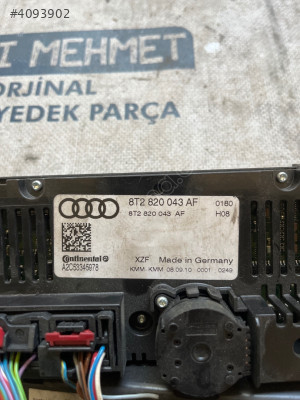 #4093902
İ MEHMET
ORJİNAL
YEDEK PARÇA
8T2 820 043 AF 0160
8T2 820 043 AF H08
Continental
A2C53345678
XZF Made in Germany
KMM-KMM 08.09.10 0001 0249